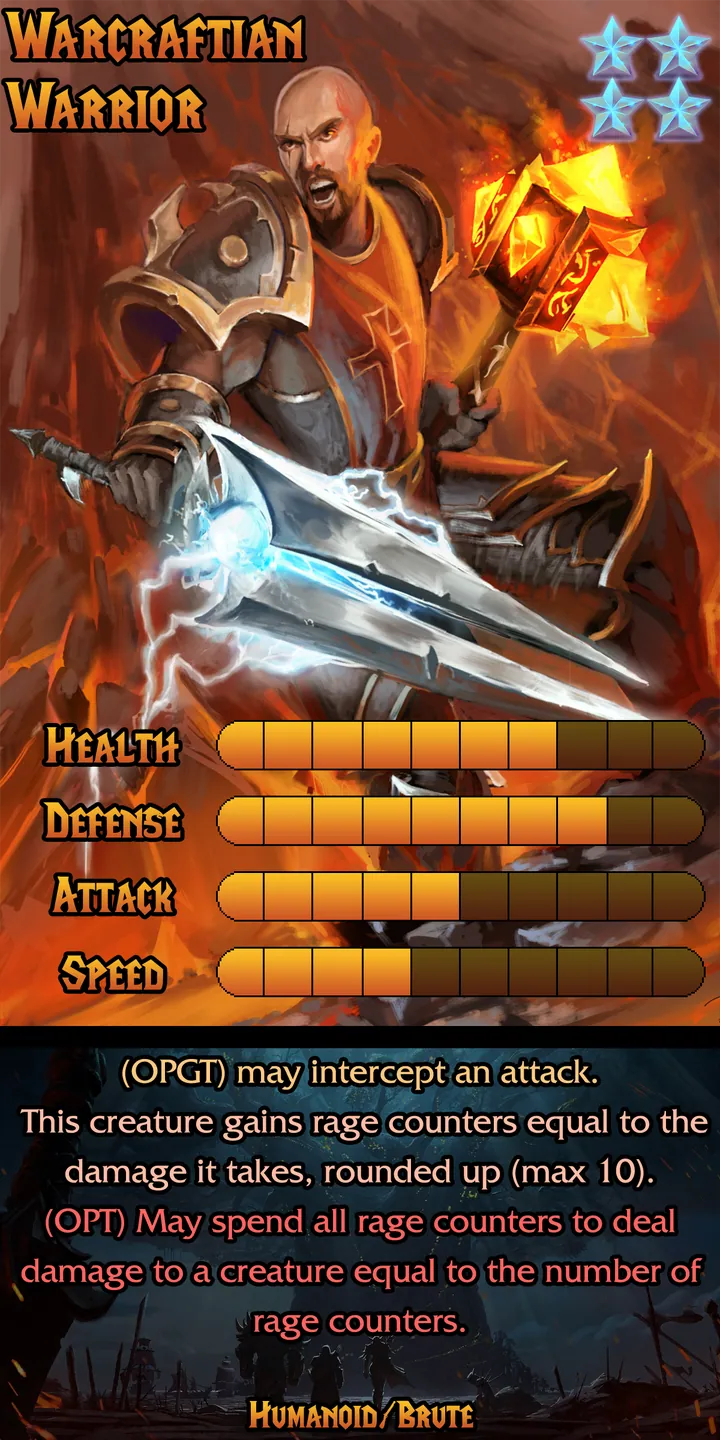 Warcraftian
Warrior
Health
Defense
Attack
Speed
(OPGT) may intercept an attack.
This creature gains rage counters equal to the
damage it takes, rounded up (max 10).
(OPT) May spend all rage counters to deal
damage to a creature equal to the number of
rage counters.
Humanoid/Brute